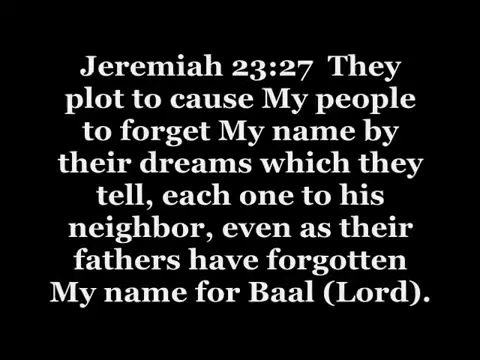 Jeremiah 23:27  They
plot to cause My people
to forget My name by
their dreams which they
tell, each one to his
neighbor, even as their
fathers have forgotten
My name for Baal (Lord).